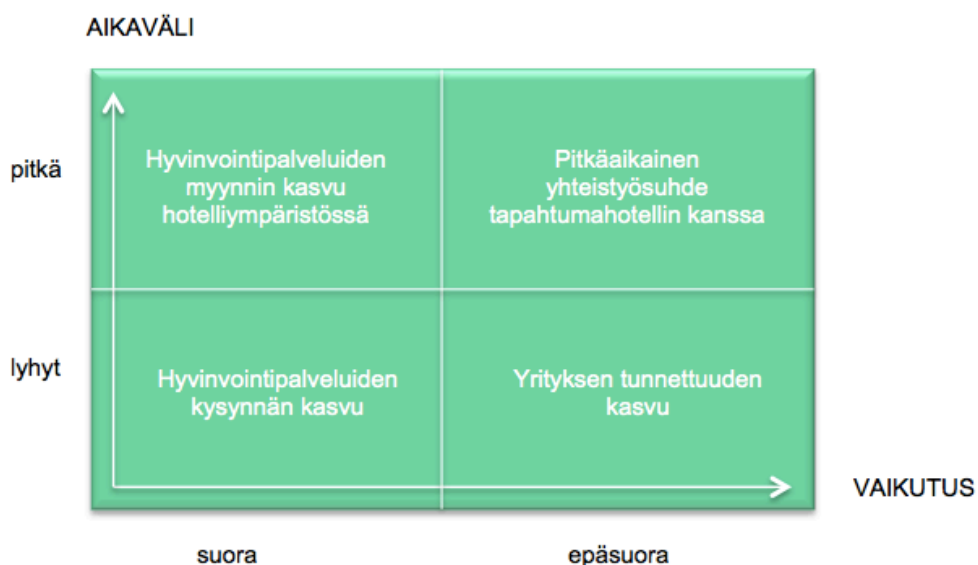 AIKAVÄLI
pitkä
Hyvinvointipalveluiden
myynnin kasvu
hotelliympäristössä
Pitkäaikainen
yhteistyösuhde
tapahtumahotellin kanssa
lyhyt
Hyvinvointipalveluiden
kysynnän kasvu
Yrityksen tunnettuuden
kasvu
VAIKUTUS
suora
epäsuora